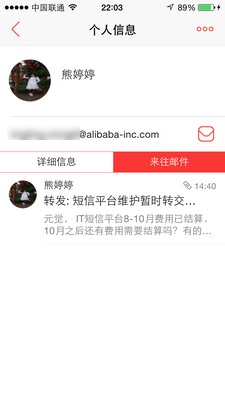 中国联通
22:03
89%
个人信息
熊婷婷
@alibaba-inc.com
详细信息
来往邮件
熊婷婷
14:40
转发: 短信平台维护暂时转交...
元觉， IT短信平台8-10月费用已结算，
10月之后还有费用需要结算吗？有的...